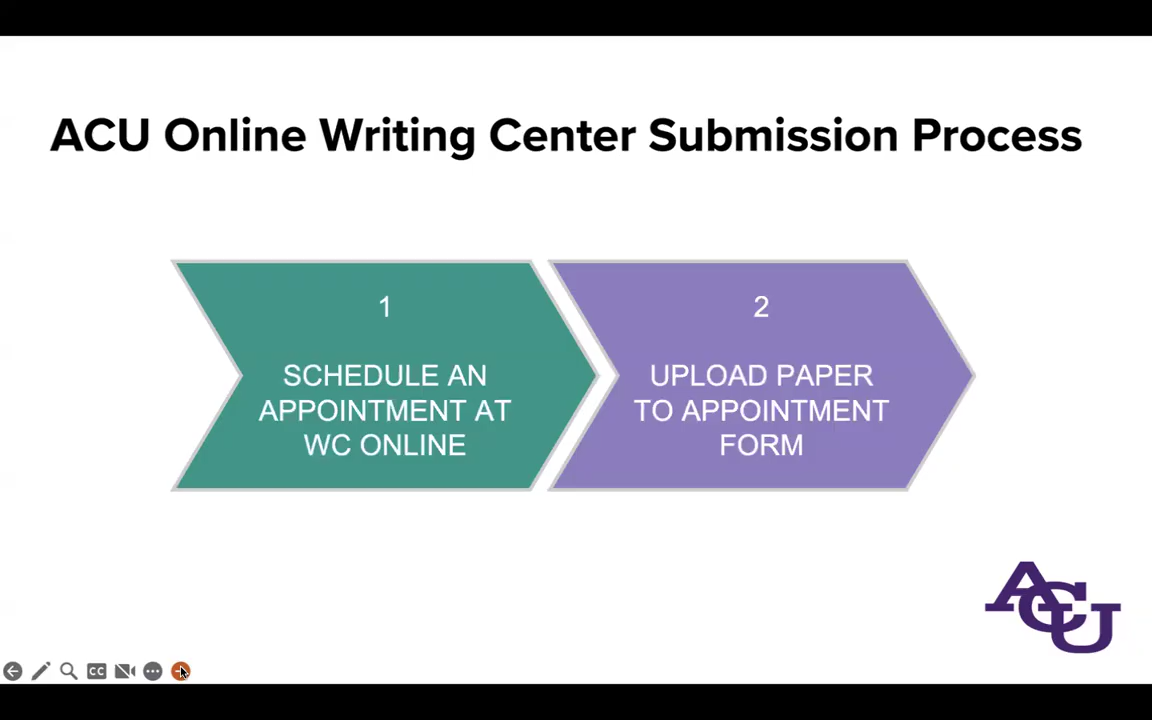 ACU Online Writing Center Submission Process
1
SCHEDULE AN
APPOINTMENT AT
WC ONLINE
2
UPLOAD PAPER
TO APPOINTMENT
FORM
ACU
CC